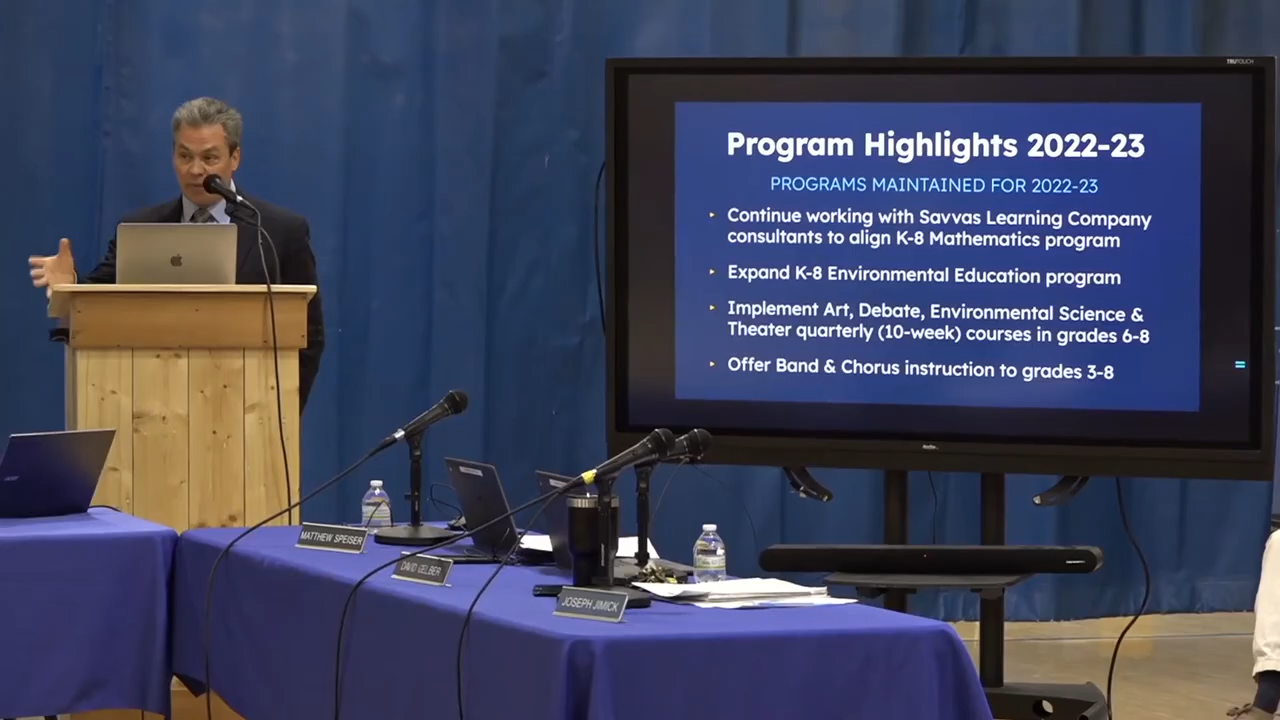 TRUTOUCH
Program Highlights 2022-23
PROGRAMS MAINTAINED FOR 2022-23
Continue working with Savvas Learning Company
consultants to align K-8 Mathematics program
Expand K-8 Environmental Education program
Implement Art, Debate, Environmental Science &
Theater quarterly (10-week) courses in grades 6-8
Offer Band & Chorus instruction to grades 3-8
MATTHEW SPEISER
DAVID GELBER
JOSEPH JIMICK